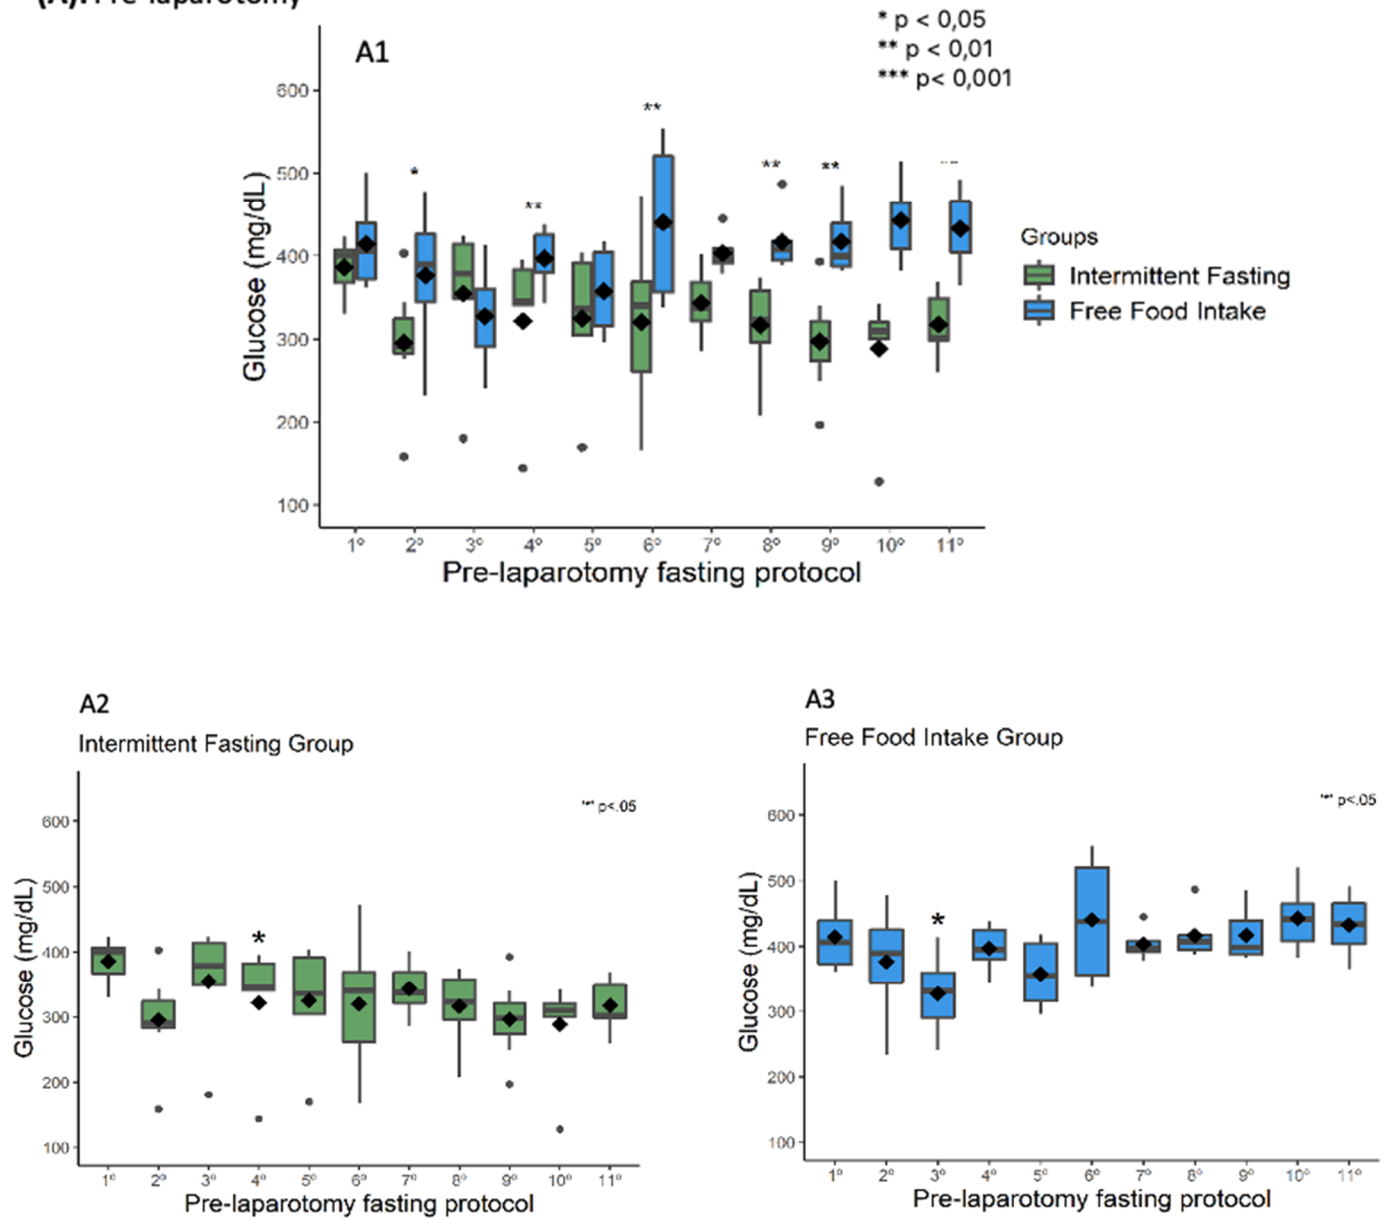 (A). Pre-laparotomy
* p < 0,05
** p < 0,01
*** p< 0,001
A1
Glucose (mg/dL)
600
500
400
300
200
100
*
**
**
**
**
1º 2º 3º 4º 5º 6º 7º 8º 9º 10º 11º
Pre-laparotomy fasting protocol
Groups
Intermittent Fasting
Free Food Intake
A2
Intermittent Fasting Group
p<.05
Glucose (mg/dL)
600
500
400
300
200
100
*
1º 2º 3º 4º 5º 6º 7º 8º 9º 10º 11º
Pre-laparotomy fasting protocol
A3
Free Food Intake Group
p<.05
Glucose (mg/dL)
600
500
400
300
200
100
*
1º 2º 3º 4º 5º 6º 7º 8º 9º 10º 11º
Pre-laparotomy fasting protocol